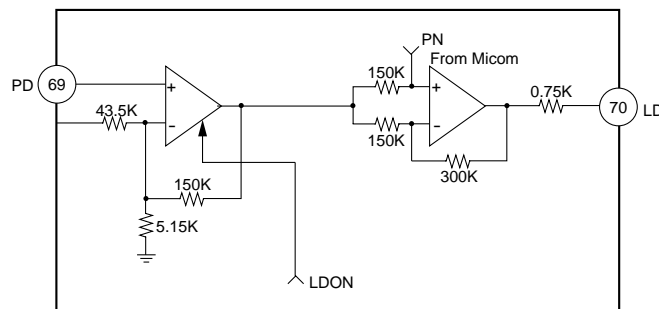 PN
From Micom
PD
69
43.5K
+
−
150K
5.15K
150K
150K
+
−
300K
0.75K
70
LD
LDON